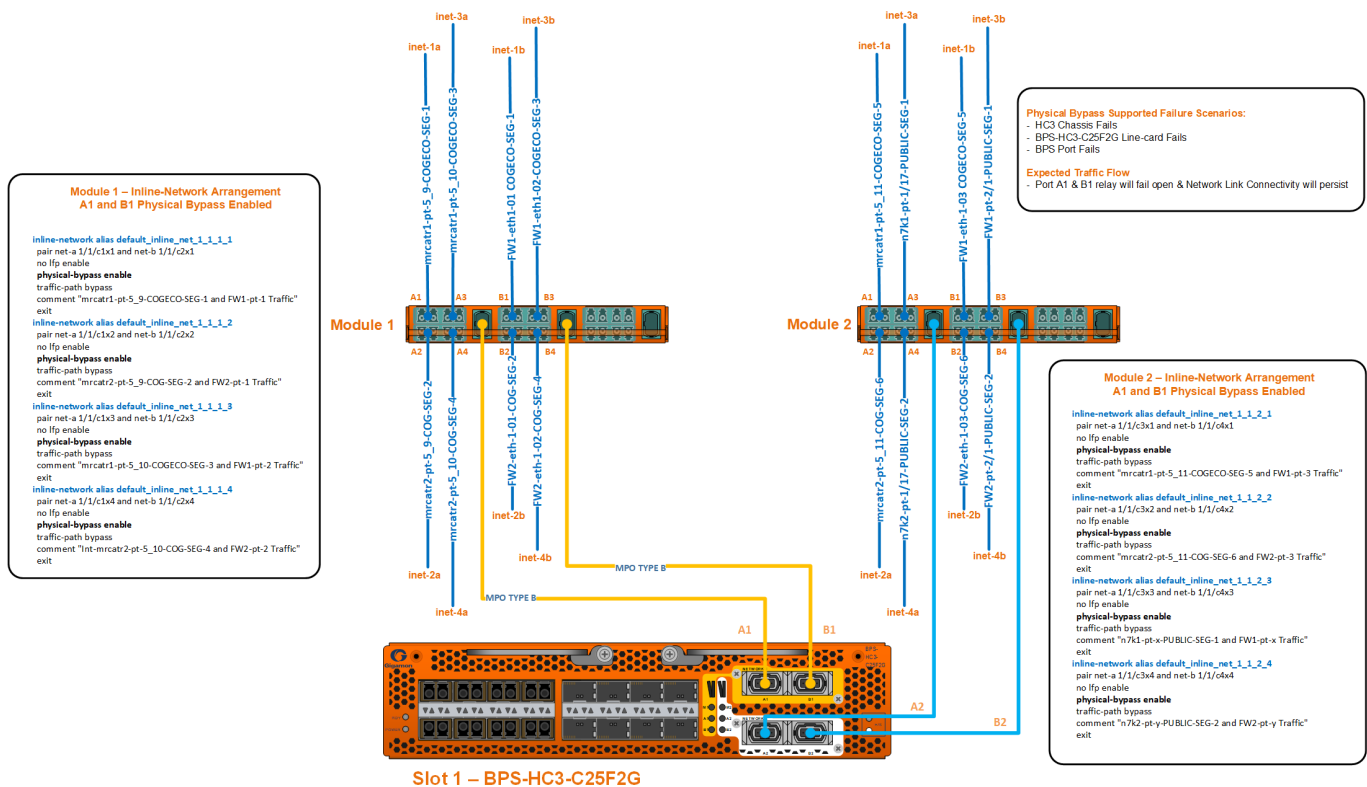 inet-3a
inet-1a
inet-3b
inet-1b
mrcatr1-pt-5_9-COGECO-SEG-1
mrcatr1-pt-5_10-COGECO-SEG-3
FW1-eth1-01 COGECO-SEG-1
FW1-eth1-02-COGECO-SEG-3
A1
A3
B1
B3
Module 1
A2
A4
B2
B4
mrcatr2-pt-5_9-COG-SEG-2
mrcatr2-pt-5_10-COG-SEG-4
FW2-eth-1-01-COG-SEG-2
FW2-eth-1-02-COG-SEG-4
inet-2b
inet-4b
inet-2a
inet-4a
inet-3a
inet-1a
inet-3b
inet-1b
mrcatr1-pt-5_11-COGECO-SEG-5
n7k1-pt-1/17-PUBLIC-SEG-1
FW1-eth-1-03 COGECO-SEG-5
FW1-pt-2/1-PUBLIC-SEG-1
A1
A3
B1
B3
Module 2
A2
A4
B2
B4
mrcatr2-pt-5_11-COG-SEG-6
n7k2-pt-1/17-PUBLIC-SEG-2
FW2-eth-1-03-COG-SEG-6
FW2-pt-2/1-PUBLIC-SEG-2
inet-2b
inet-4b
inet-2a
inet-4a
Physical Bypass Supported Failure Scenarios:
- HC3 Chassis Fails
- BPS-HC3-C25F2G Line-card Fails
- BPS Port Fails
Expected Traffic Flow
- Port A1 & B1 relay will fail open & Network Link Connectivity will persist
Module 1 – Inline-Network Arrangement
A1 and B1 Physical Bypass Enabled
inline-network alias default_inline_net_1_1_1_1
pair net-a 1/1/c1x1 and net-b 1/1/c2x1
no lfp enable
physical-bypass enable
traffic-path bypass
comment "mrcatr1-pt-5_9-COGECO-SEG-1 and FW1-pt-1 Traffic"
exit
inline-network alias default_inline_net_1_1_1_2
pair net-a 1/1/c1x2 and net-b 1/1/c2x2
no lfp enable
physical-bypass enable
traffic-path bypass
comment "mrcatr2-pt-5_9-COG-SEG-2 and FW2-pt-1 Traffic"
exit
inline-network alias default_inline_net_1_1_1_3
pair net-a 1/1/c1x3 and net-b 1/1/c2x3
no lfp enable
physical-bypass enable
traffic-path bypass
comment "mrcatr1-pt-5_10-COGECO-SEG-3 and FW1-pt-2 Traffic"
exit
inline-network alias default_inline_net_1_1_1_4
pair net-a 1/1/c1x4 and net-b 1/1/c2x4
no lfp enable
physical-bypass enable
traffic-path bypass
comment "Int-mrcatr2-pt-5_10-COG-SEG-4 and FW2-pt-2 Traffic"
exit
Module 2 – Inline-Network Arrangement
A1 and B1 Physical Bypass Enabled
inline-network alias default_inline_net_1_1_2_1
pair net-a 1/1/c3x1 and net-b 1/1/c4x1
no lfp enable
physical-bypass enable
traffic-path bypass
comment "mrcatr1-pt-5_11-COGECO-SEG-5 and FW1-pt-3 Traffic"
exit
inline-network alias default_inline_net_1_1_2_2
pair net-a 1/1/c3x2 and net-b 1/1/c4x2
no lfp enable
physical-bypass enable
traffic-path bypass
comment "mrcatr2-pt-5_11-COG-SEG-6 and FW2-pt-3 Traffic"
exit
inline-network alias default_inline_net_1_1_2_3
pair net-a 1/1/c3x3 and net-b 1/1/c4x3
no lfp enable
physical-bypass enable
traffic-path bypass
comment "n7k1-pt-x-PUBLIC-SEG-1 and FW1-pt-x Traffic"
exit
inline-network alias default_inline_net_1_1_2_4
pair net-a 1/1/c3x4 and net-b 1/1/c4x4
no lfp enable
physical-bypass enable
traffic-path bypass
comment "n7k2-pt-y-PUBLIC-SEG-2 and FW2-pt-y Traffic"
exit
MPO TYPE B
MPO TYPE B
A1
B1
A2
B2
Gigamon
BPS-
HC3-
C25F2G
A1
B1
A2
B2
Slot 1 – BPS-HC3-C25F2G